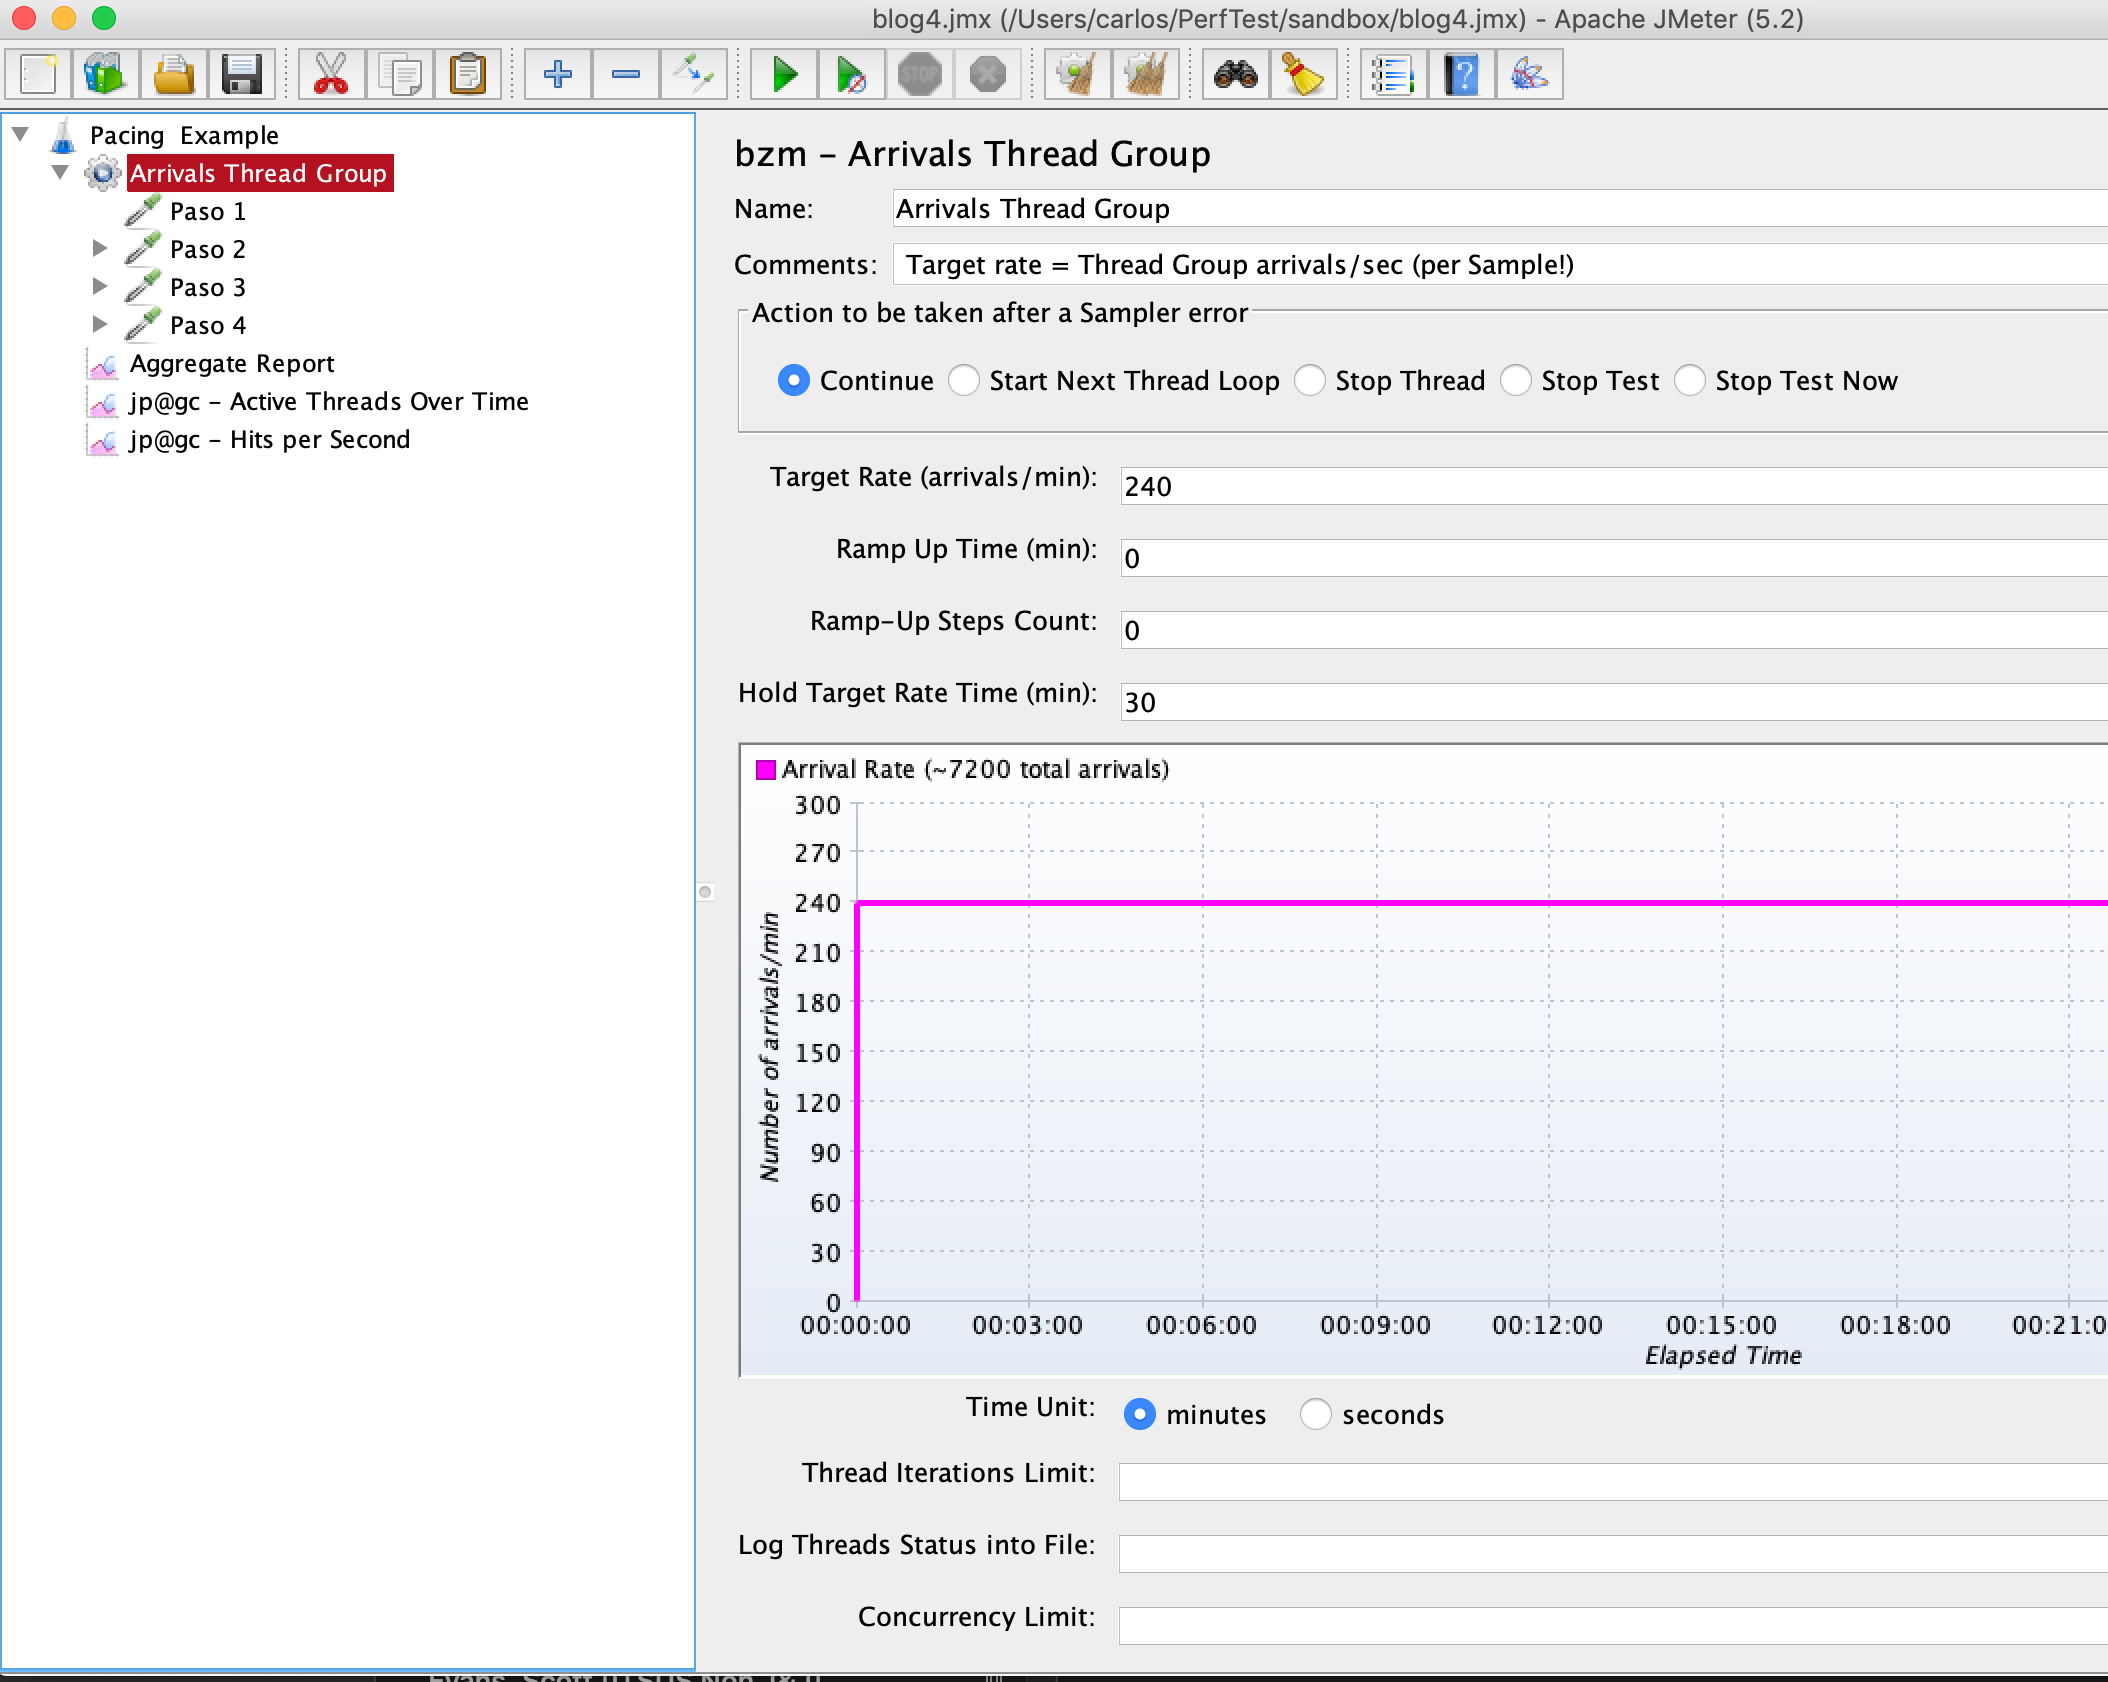 blog4.jmx (/Users/carlos/PerfTest/sandbox/blog4.jmx) - Apache JMeter (5.2)
STOP
?
Pacing Example
Arrivals Thread Group
Paso 1
Paso 2
Paso 3
Paso 4
Aggregate Report
jp@gc - Active Threads Over Time
jp@gc - Hits per Second
bzm - Arrivals Thread Group
Name: Arrivals Thread Group
Comments: Target rate = Thread Group arrivals/sec (per Sample!)
Action to be taken after a Sampler error
Continue Start Next Thread Loop Stop Thread Stop Test Stop Test Now
Target Rate (arrivals/min): 240
Ramp Up Time (min): 0
Ramp-Up Steps Count: 0
Hold Target Rate Time (min): 30
Arrival Rate (~7200 total arrivals)
300
270
240
210
180
150
120
90
60
30
0
Number of arrivals/min
00:00:00 00:03:00 00:06:00 00:09:00 00:12:00 00:15:00 00:18:00 00:21:0
Elapsed Time
Time Unit: minutes seconds
Thread Iterations Limit:
Log Threads Status into File:
Concurrency Limit: